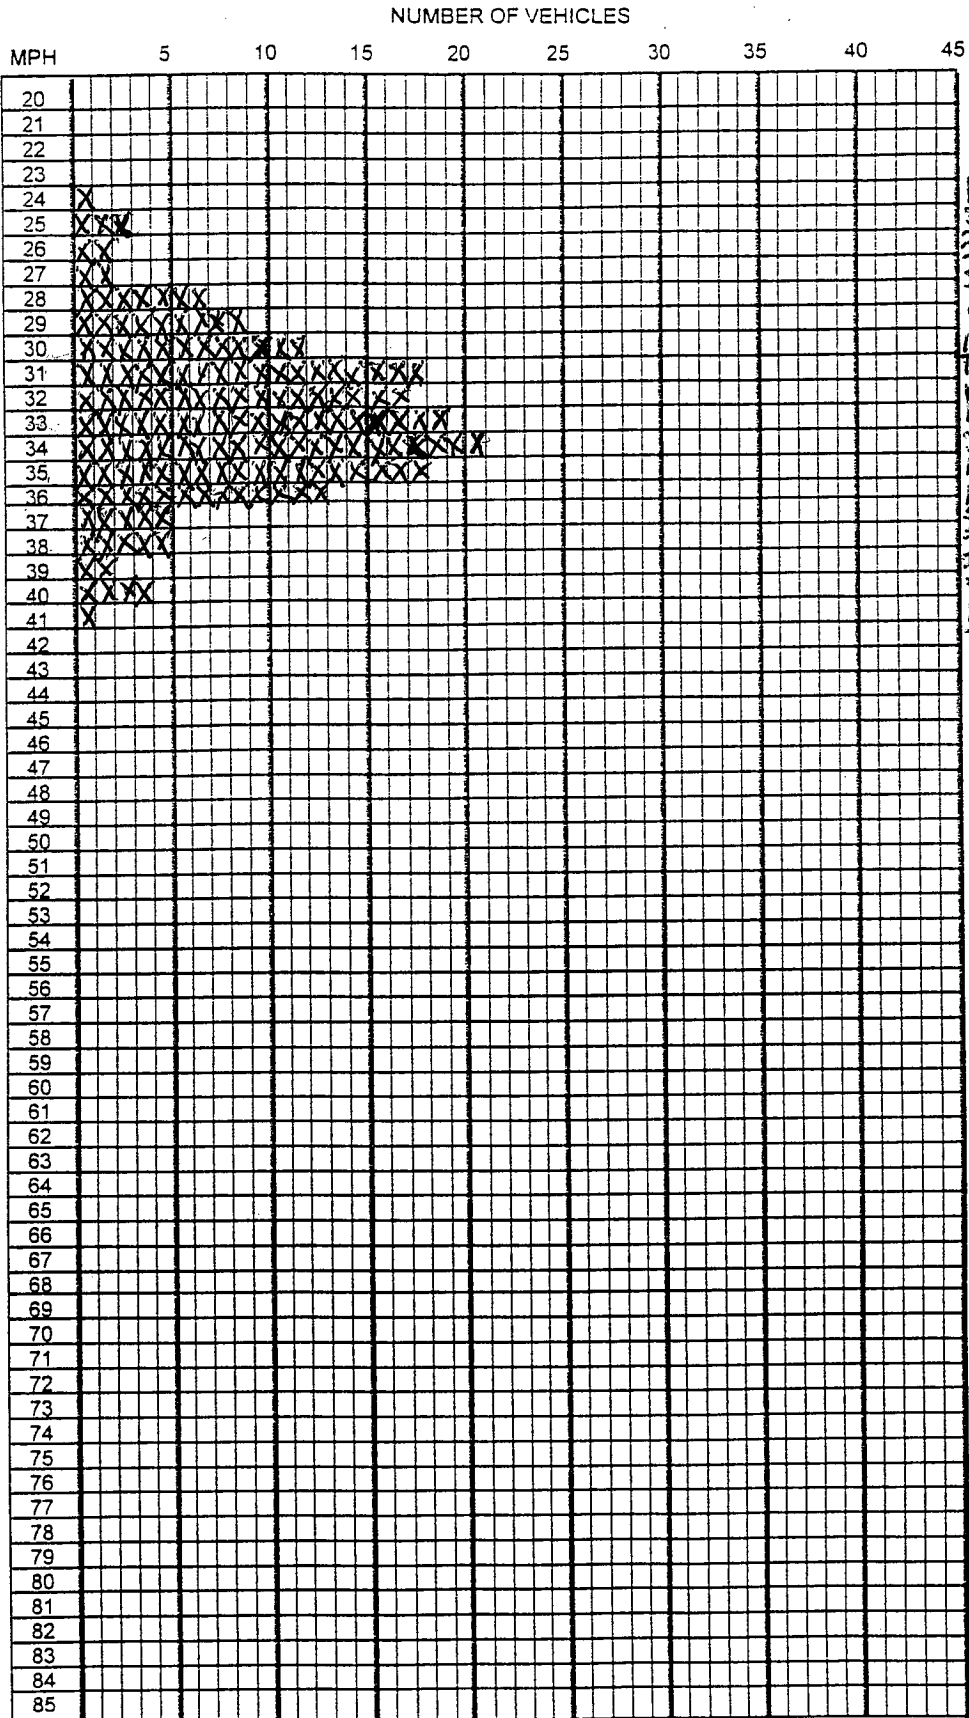 NUMBER OF VEHICLES
MPH 5 10 15 20 25 30 35 40 45
20
21
22
23
24 X
25 X X X
26 X X
27 X X
28 X X X X X X X
29 X X X X X X X X X
30 X X X X X X X X X X X X
31 X X X X X X X X X X X X X X X X X X
32 X X X X X X X X X X X X X X X X X
33 X X X X X X X X X X X X X X X X X X X
34 X X X X X X X X X X X X X X X X X X X X X
35 X X X X X X X X X X X X X X X X X X
36 X X X X X X X X X X X X X
37 X X X X X
38 X X X X X
39 X X
40 X X X X
41 X
42
43
44
45
46
47
48
49
50
51
52
53
54
55
56
57
58
59
60
61
62
63
64
65
66
67
68
69
70
71
72
73
74
75
76
77
78
79
80
81
82
83
84
85